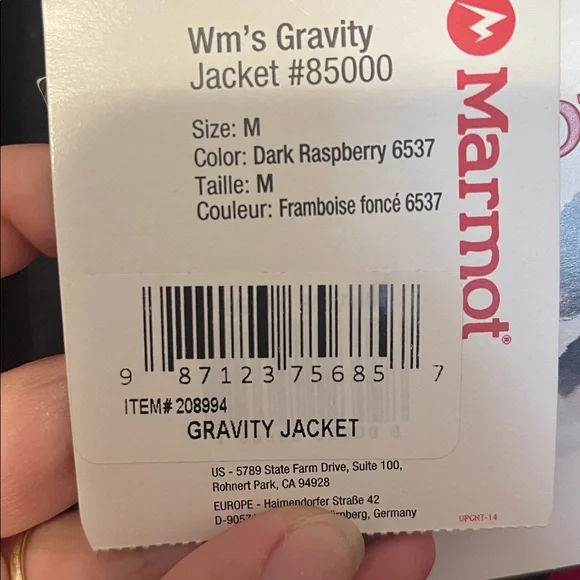 Wm's Gravity
Jacket #85000
Size: M
Color: Dark Raspberry 6537
Taille: M
Couleur: Framboise foncé 6537
Marmot®
9 87123 75685 7
ITEM# 208994
GRAVITY JACKET
US - 5789 State Farm Drive, Suite 100,
Rohnert Park, CA 94928
EUROPE - Haimendorfer Straße 42
Germany
UPGHT-14